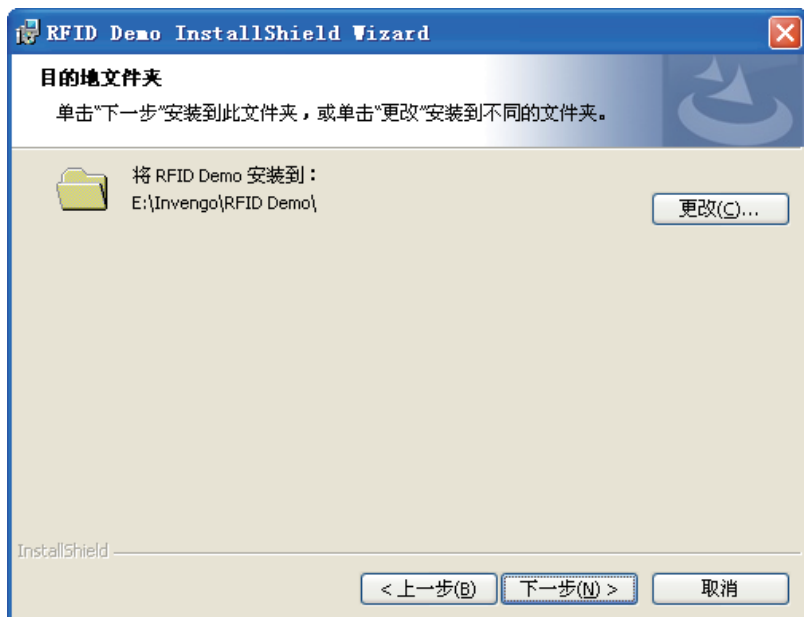 RFID Demo InstallShield Wizard
目的地文件夹
单击“下一步”安装到此文件夹，或单击“更改”安装到不同的文件夹。
将 RFID Demo 安装到：
E:\Invengo\RFID Demo\
更改(C)...
InstallShield
< 上一步(B)
下一步(N) >
取消